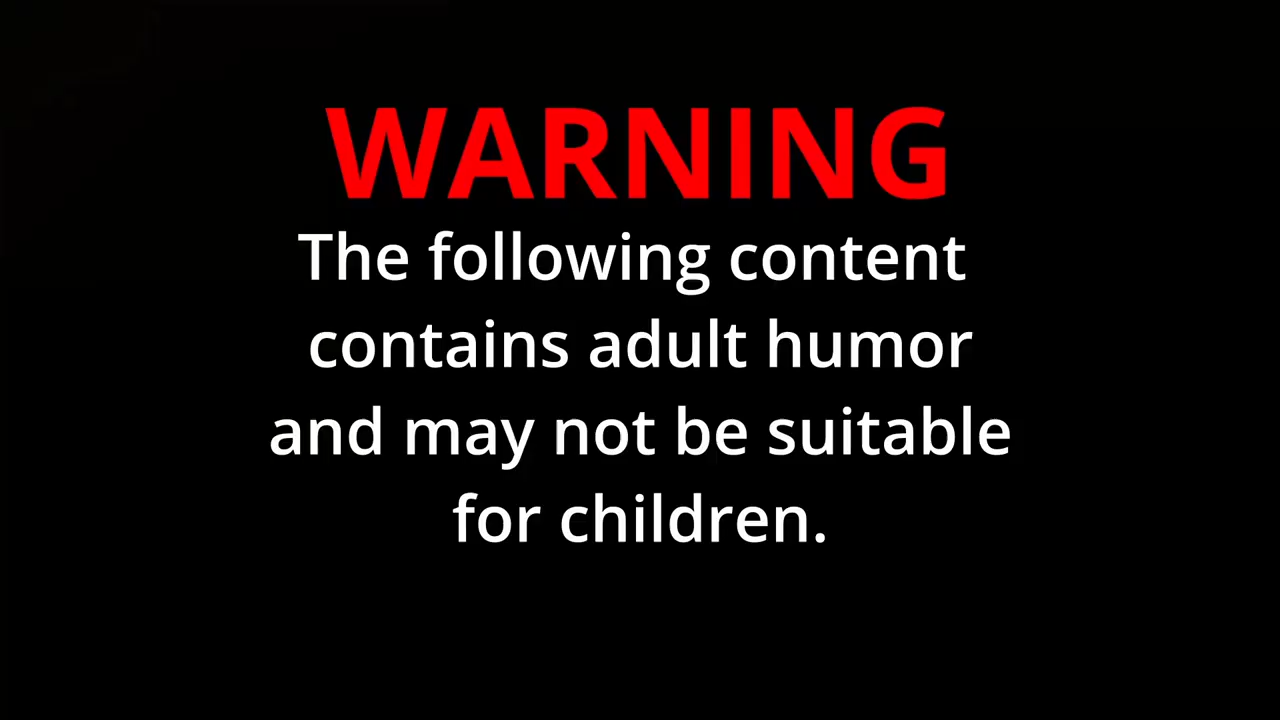 WARNING
The following content
contains adult humor
and may not be suitable
for children.